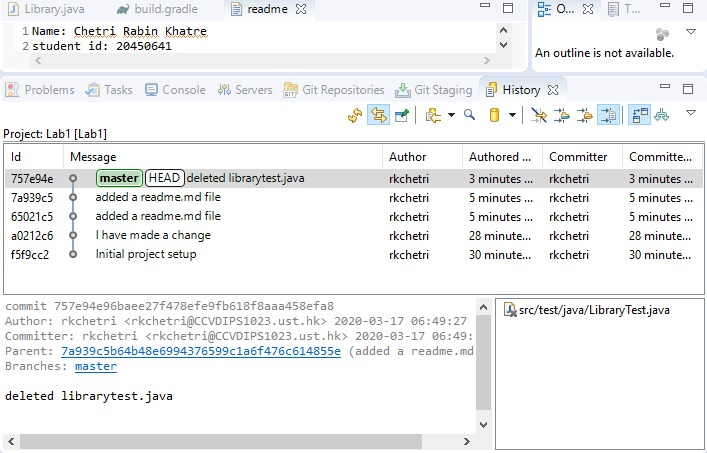 Library.java build.gradle readme O...
1 Name: Chetri Rabin Khatre
2 student id: 20450641
An outline is not available.
Problems Tasks Console Servers Git Repositories Git Staging History
Project: Lab1 [Lab1]
Id Message Author Authored ... Committer Committe...
757e94e master HEAD deleted librarytest.java rkchetri 3 minutes ... rkchetri 3 minutes ...
7a939c5 added a readme.md file rkchetri 5 minutes ... rkchetri 5 minutes ...
65021c5 added a readme.md file rkchetri 5 minutes ... rkchetri 5 minutes ...
a0212c6 I have made a change rkchetri 28 minute... rkchetri 28 minute...
f5f9cc2 Initial project setup rkchetri 30 minute... rkchetri 30 minute...
commit 757e94e96baee27f478efe9fb618f8aaa458efa8
Author: rkchetri <rkchetri@CCVDIPS1023.ust.hk> 2020-03-17 06:49:27
Committer: rkchetri <rkchetri@CCVDIPS1023.ust.hk> 2020-03-17 06:49:
Parent: 7a939c5b64b48e6994376599c1a6f476c614855e (added a readme.md
Branches: master
deleted librarytest.java
src/test/java/LibraryTest.java